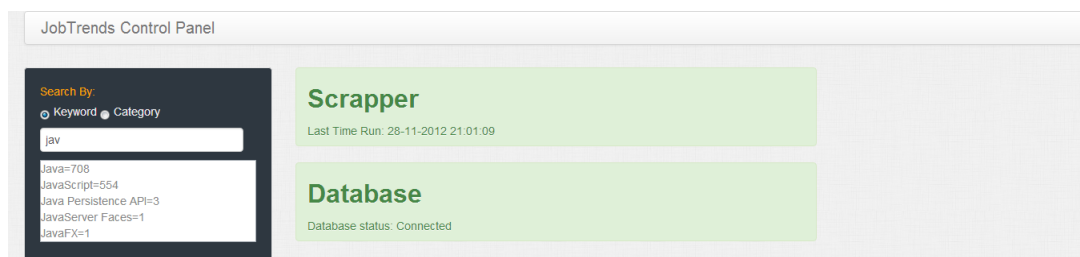 JobTrends Control Panel
Search By:
Keyword Category
jav
Java=708
JavaScript=554
Java Persistence API=3
JavaServer Faces=1
JavaFX=1
Scrapper
Last Time Run: 28-11-2012 21:01:09
Database
Database status: Connected